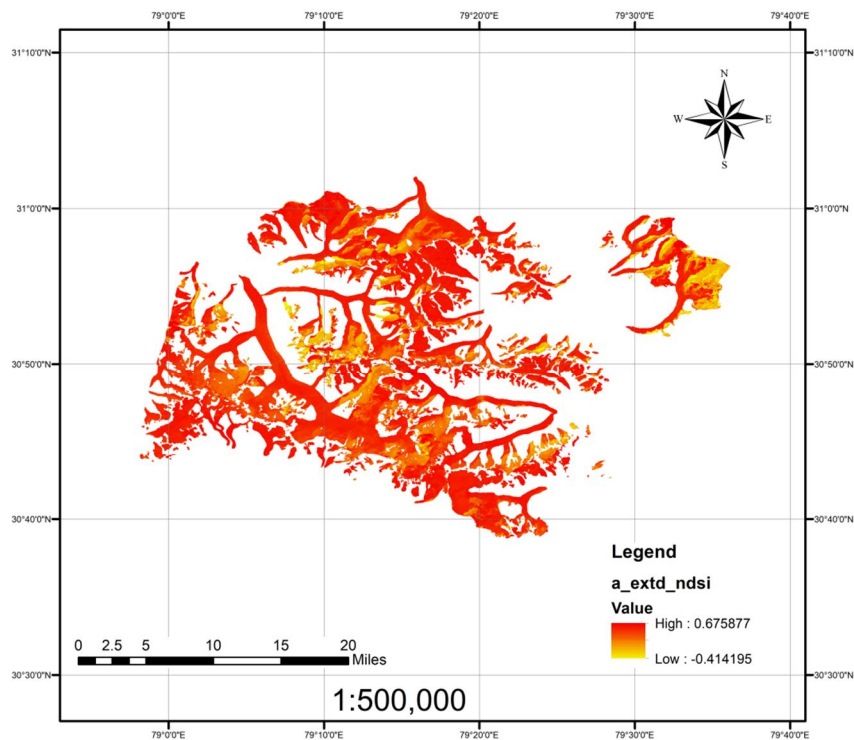 79°0'0"E 79°10'0"E 79°20'0"E 79°30'0"E 79°40'0"E
31°10'0"N 31°10'0"N
N
W E
S
31°0'0"N 31°0'0"N
30°50'0"N 30°50'0"N
30°40'0"N 30°40'0"N
Legend
a_extd_ndsi
Value
High : 0.675877
Low : -0.414195
0 2.5 5 10 15 20
Miles
30°30'0"N 30°30'0"N
1:500,000
79°0'0"E 79°10'0"E 79°20'0"E 79°30'0"E 79°40'0"E